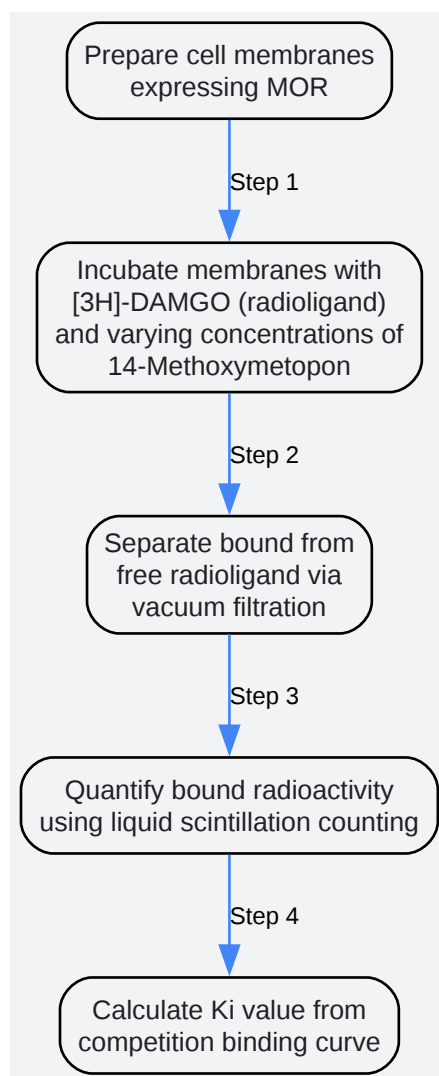 Prepare cell membranes
expressing MOR
Step 1
Incubate membranes with
[3H]-DAMGO (radioligand)
and varying concentrations of
14-Methoxymetopon
Step 2
Separate bound from
free radioligand via
vacuum filtration
Step 3
Quantify bound radioactivity
using liquid scintillation counting
Step 4
Calculate Ki value from
competition binding curve